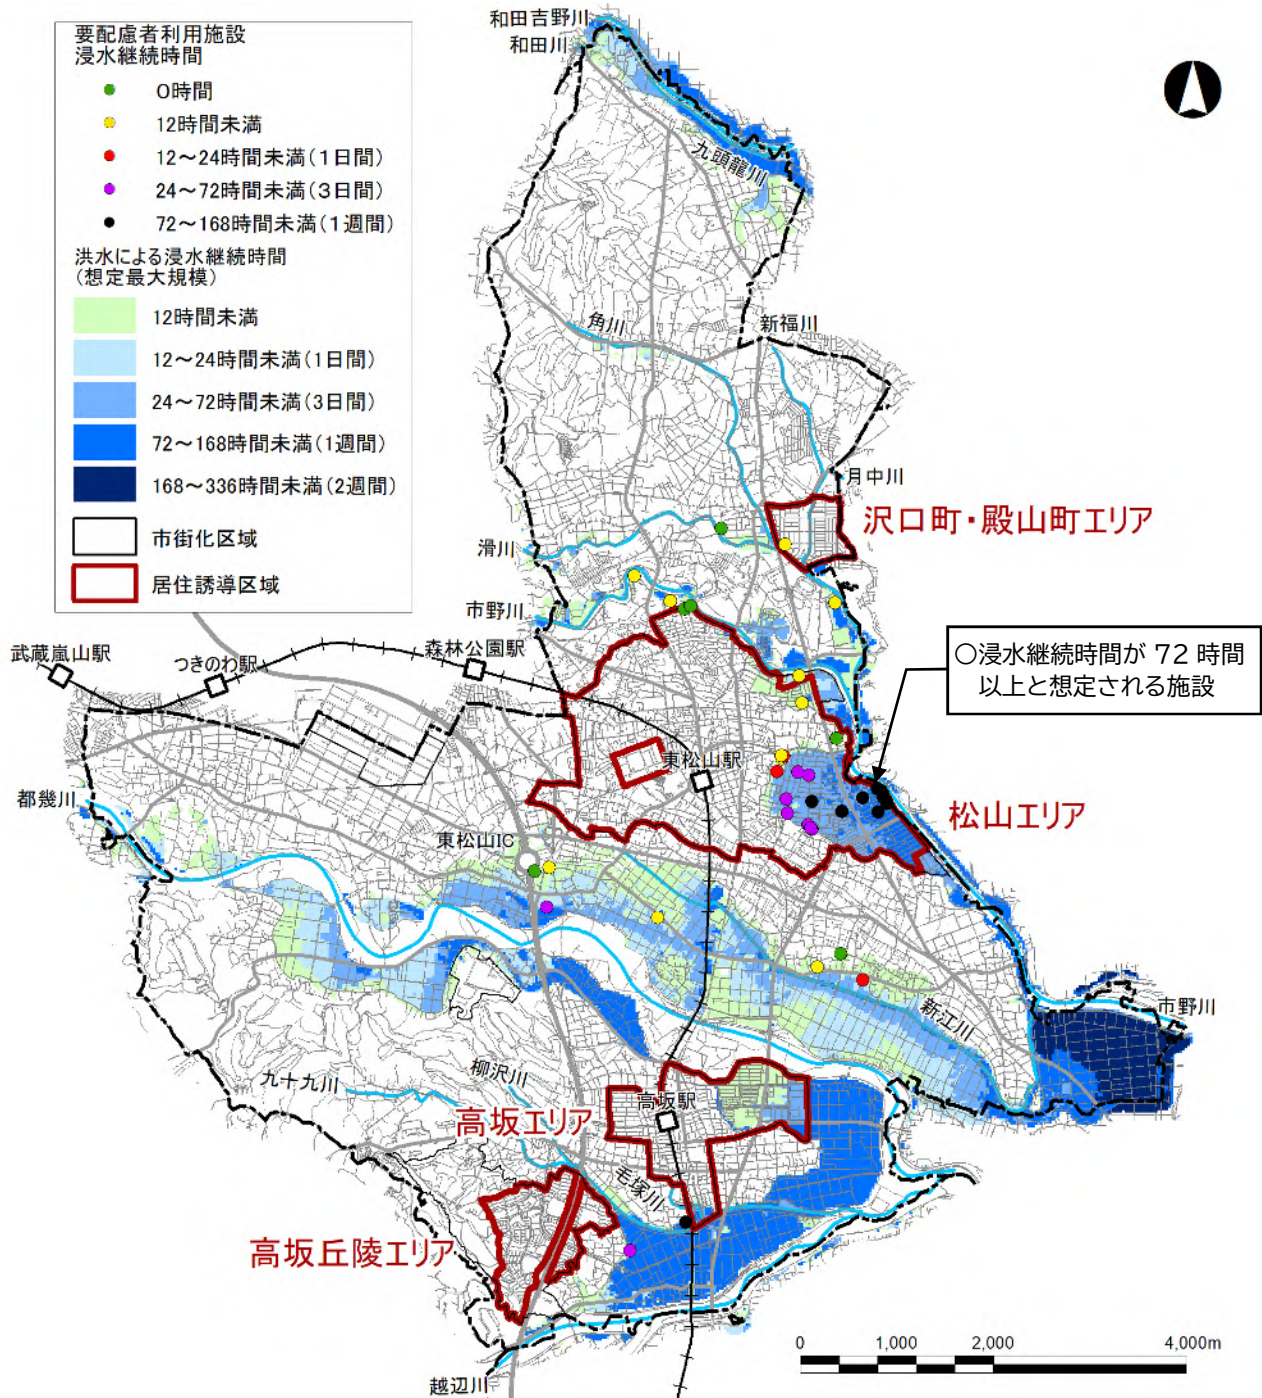 要配慮者利用施設
浸水継続時間
0時間
12時間未満
12～24時間未満(1日間)
24～72時間未満(3日間)
72～168時間未満(1週間)
洪水による浸水継続時間
(想定最大規模)
12時間未満
12～24時間未満(1日間)
24～72時間未満(3日間)
72～168時間未満(1週間)
168～336時間未満(2週間)
市街化区域
居住誘導区域
和田吉野川
和田川
九頭龍川
角川
新福川
月中川
沢口町・殿山町エリア
滑川
市野川
武蔵嵐山駅
つきのわ駅
森林公園駅
○浸水継続時間が 72 時間
以上と想定される施設
東松山駅
都幾川
松山エリア
東松山IC
新江川
市野川
柳沢川
九十九川
高坂駅
高坂エリア
毛塚川
高坂丘陵エリア
越辺川
0 1,000 2,000 4,000m